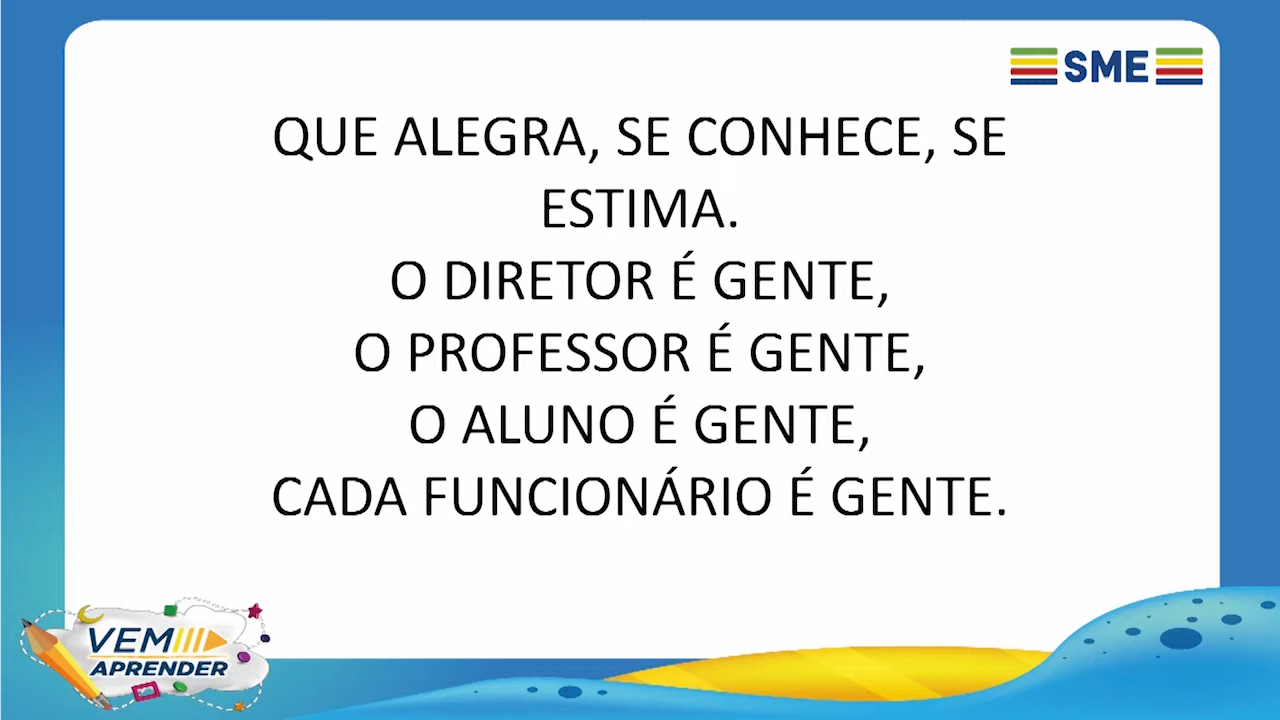 SME
QUE ALEGRA, SE CONHECE, SE
ESTIMA.
O DIRETOR É GENTE,
O PROFESSOR É GENTE,
O ALUNO É GENTE,
CADA FUNCIONÁRIO É GENTE.
VEM
APRENDER